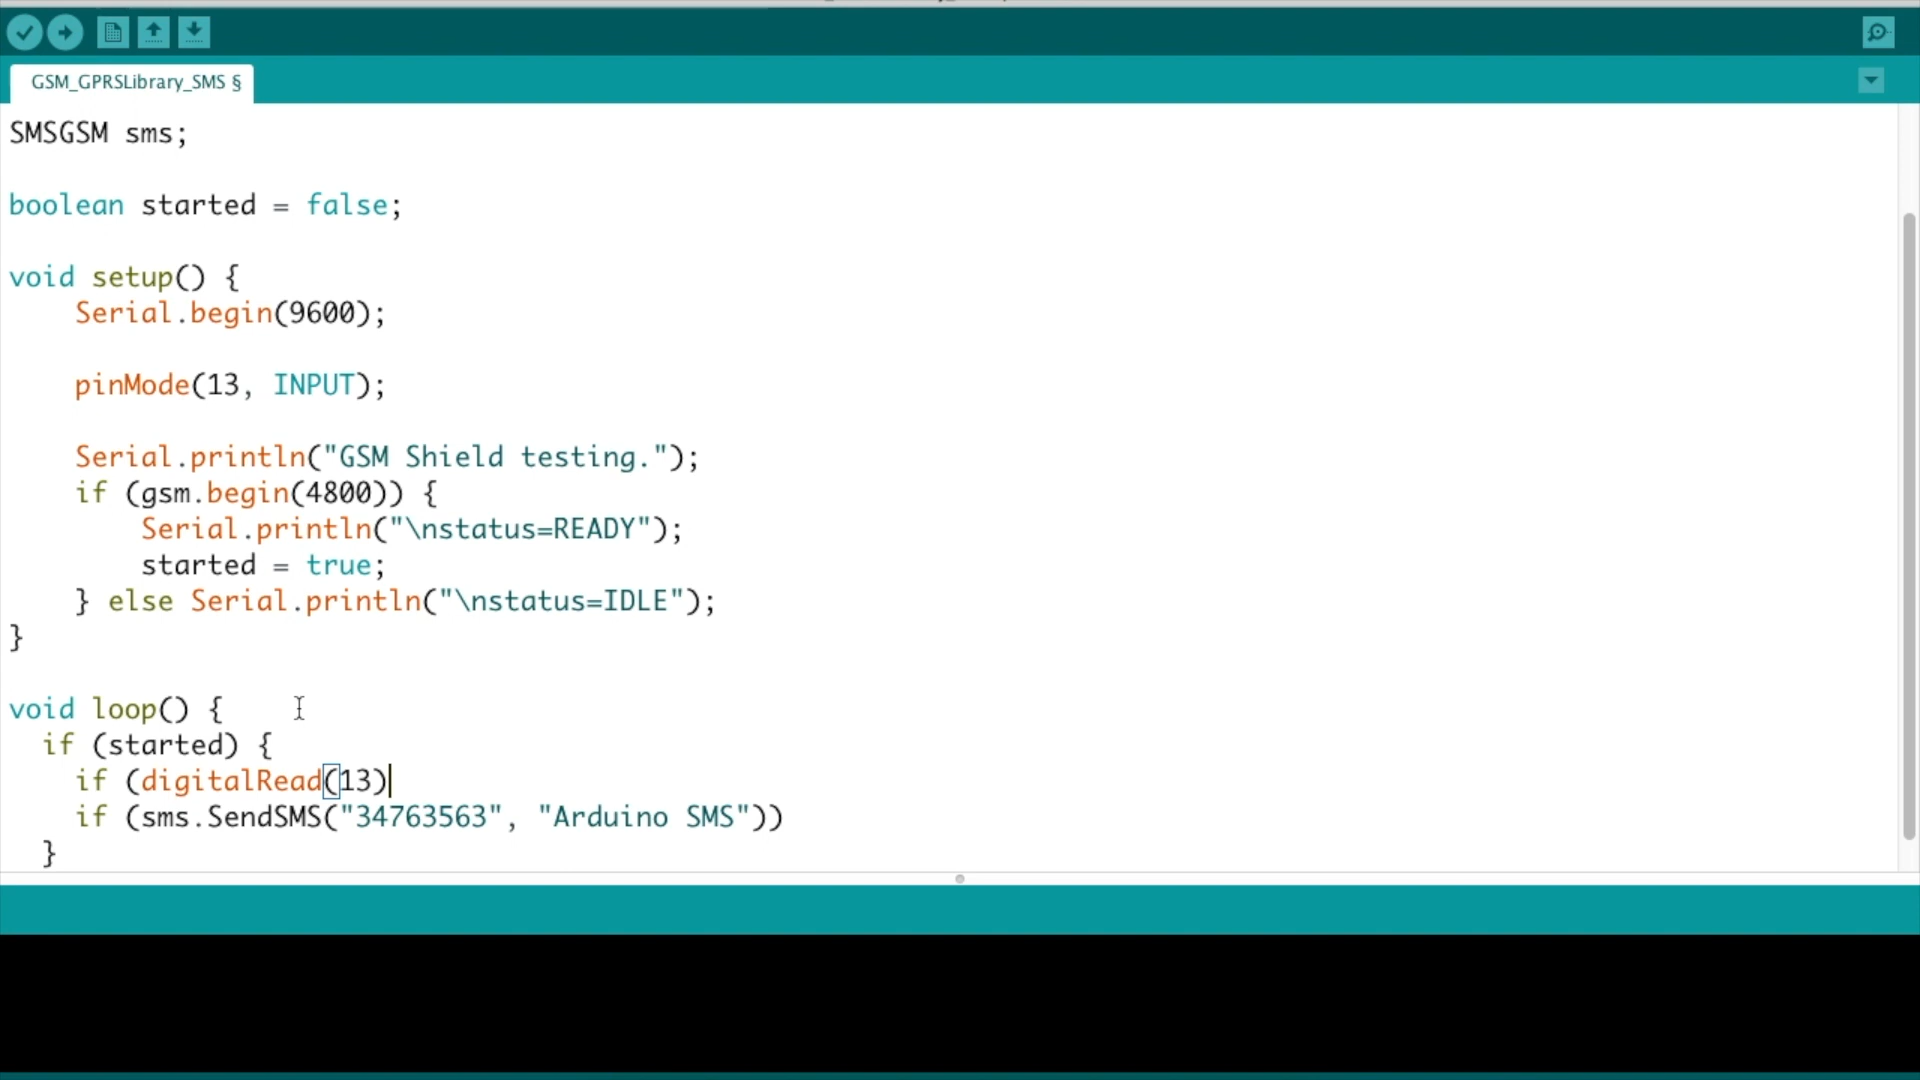 GSM_GPRSLibrary_SMS §
SMSGSM sms;
boolean started = false;
void setup() {
Serial.begin(9600);
pinMode(13, INPUT);
Serial.println("GSM Shield testing.");
if (gsm.begin(4800)) {
Serial.println("\nstatus=READY");
started = true;
} else Serial.println("\nstatus=IDLE");
}
void loop() {
if (started) {
if (digitalRead(13)
if (sms.SendSMS("34763563", "Arduino SMS"))
}